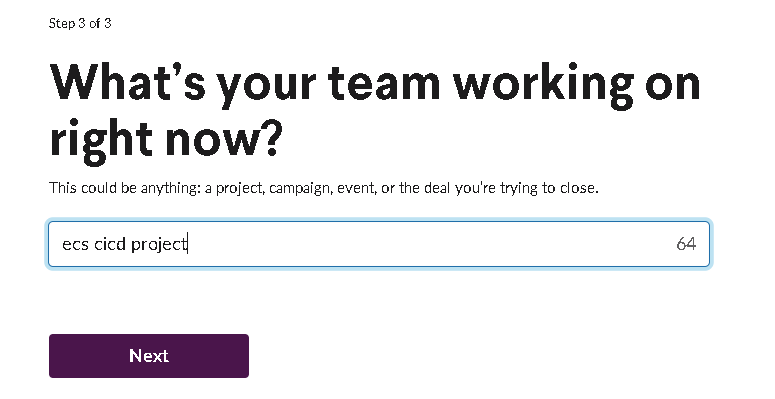 Step 3 of 3
What's your team working on
right now?
This could be anything: a project, campaign, event, or the deal you're trying to close.
ecs cicd project 64
Next